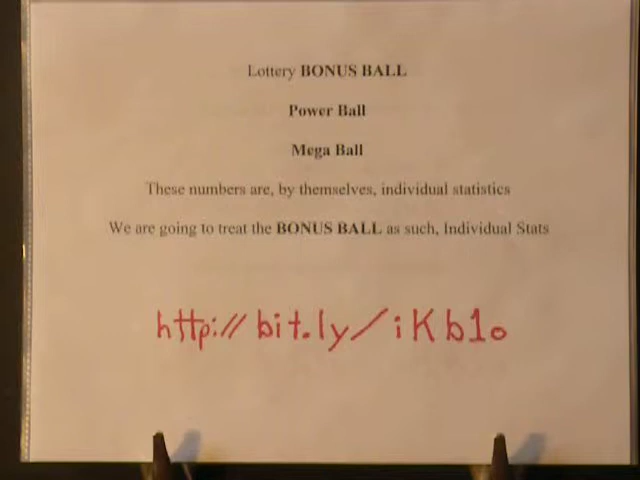 Lottery BONUS BALL
Power Ball
Mega Ball
These numbers are, by themselves, individual statistics
We are going to treat the BONUS BALL as such, Individual Stats
http://bit.ly/iKb1o